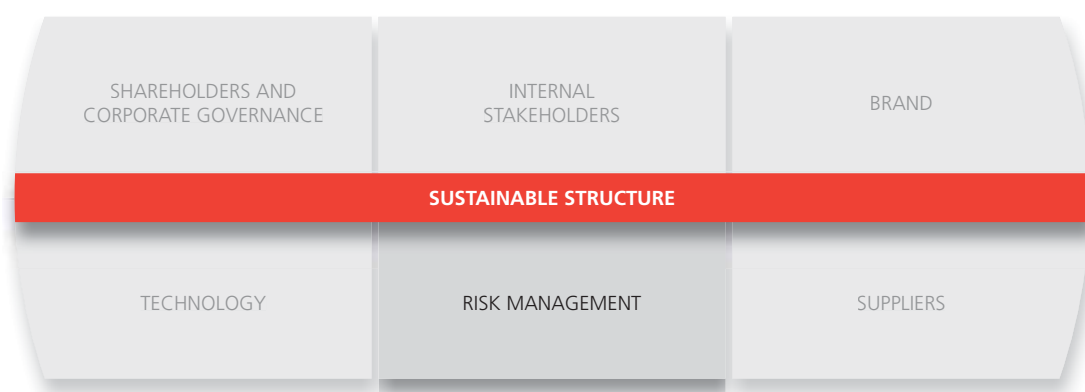 SHAREHOLDERS AND
CORPORATE GOVERNANCE
INTERNAL
STAKEHOLDERS
BRAND
SUSTAINABLE STRUCTURE
TECHNOLOGY
RISK MANAGEMENT
SUPPLIERS